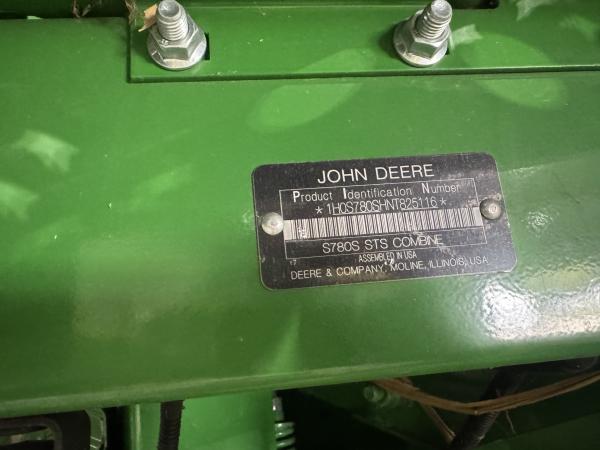 JOHN DEERE
Product Identification Number
*1H0S780SHNT825116*
S780S STS COMBINE
ASSEMBLED IN USA
DEERE & COMPANY, MOLINE, ILLINOIS, USA